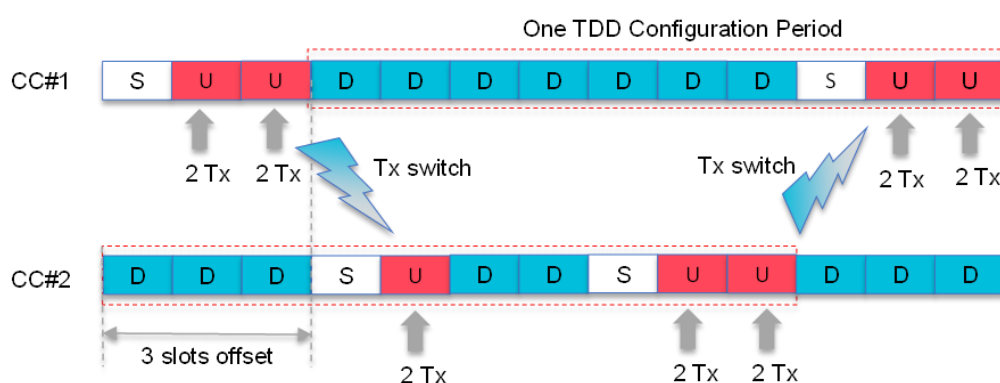 One TDD Configuration Period
CC#1 S U U D D D D D D D S U U
2 Tx 2 Tx Tx switch Tx switch 2 Tx 2 Tx
CC#2 D D D S U D D S U U D D D
3 slots offset 2 Tx 2 Tx 2 Tx